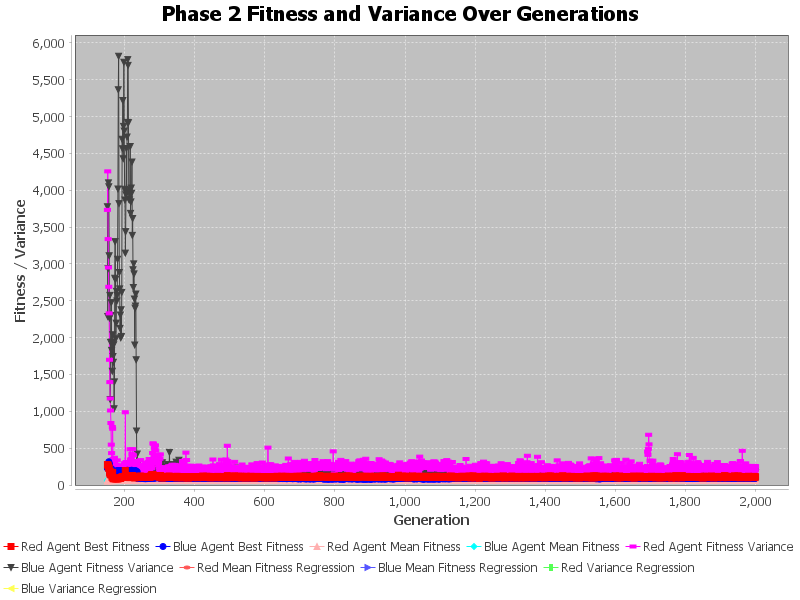 Phase 2 Fitness and Variance Over Generations
6,000
5,500
5,000
4,500
4,000
3,500
3,000
2,500
2,000
1,500
1,000
500
0
Fitness / Variance
200 400 600 800 1,000 1,200 1,400 1,600 1,800 2,000
Generation
Red Agent Best Fitness Blue Agent Best Fitness Red Agent Mean Fitness Blue Agent Mean Fitness Red Agent Fitness Variance
Blue Agent Fitness Variance Red Mean Fitness Regression Blue Mean Fitness Regression Red Variance Regression
Blue Variance Regression